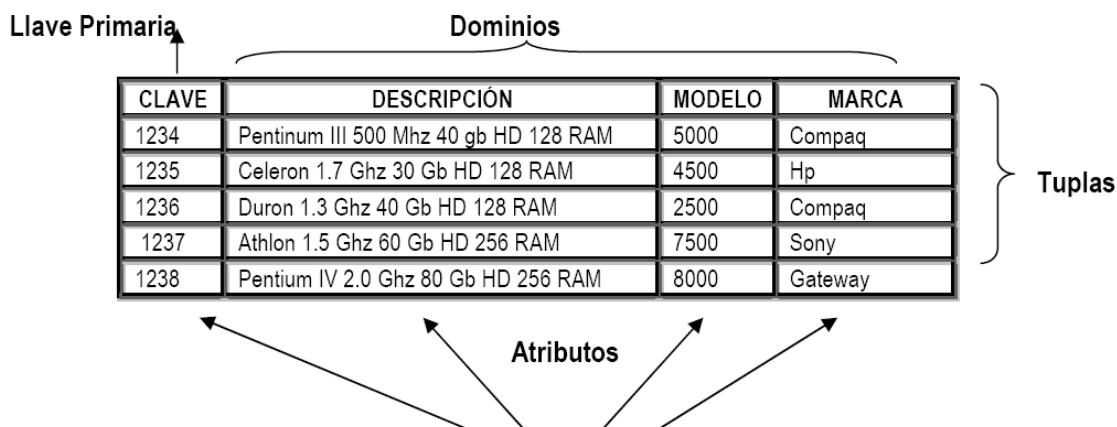 Llave Primaria
Dominios
CLAVE DESCRIPCIÓN MODELO MARCA
1234 Pentinum III 500 Mhz 40 gb HD 128 RAM 5000 Compaq
1235 Celeron 1.7 Ghz 30 Gb HD 128 RAM 4500 Hp
1236 Duron 1.3 Ghz 40 Gb HD 128 RAM 2500 Compaq
1237 Athlon 1.5 Ghz 60 Gb HD 256 RAM 7500 Sony
1238 Pentium IV 2.0 Ghz 80 Gb HD 256 RAM 8000 Gateway
Tuplas
Atributos